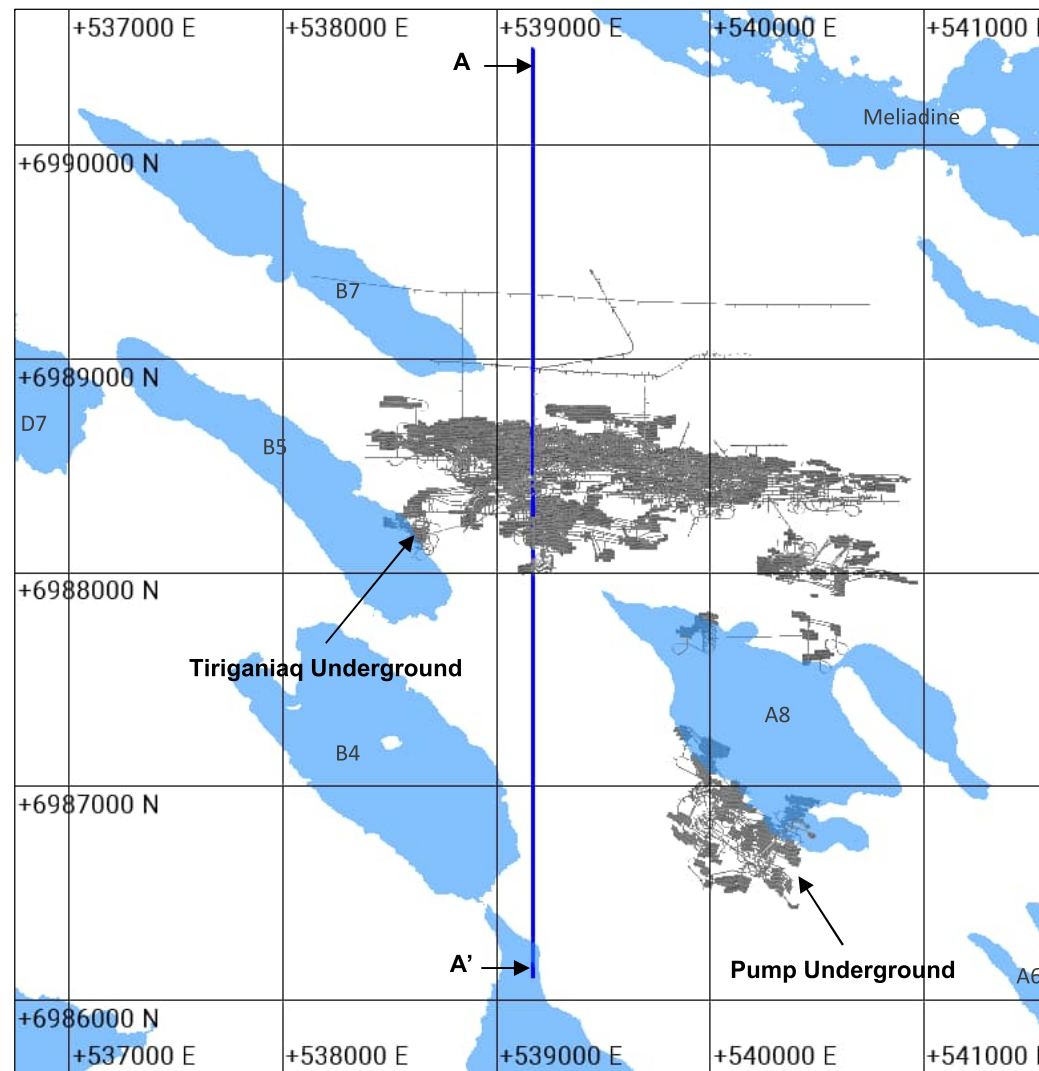 +537000 E
+538000 E
+539000 E
+540000 E
+541000 E
A
Meliadine
+6990000 N
B7
+6989000 N
D7
B5
+6988000 N
Tiriganiaq Underground
A8
B4
+6987000 N
A’
Pump Underground
A6
+6986000 N
+537000 E
+538000 E
+539000 E
+540000 E
+541000 E